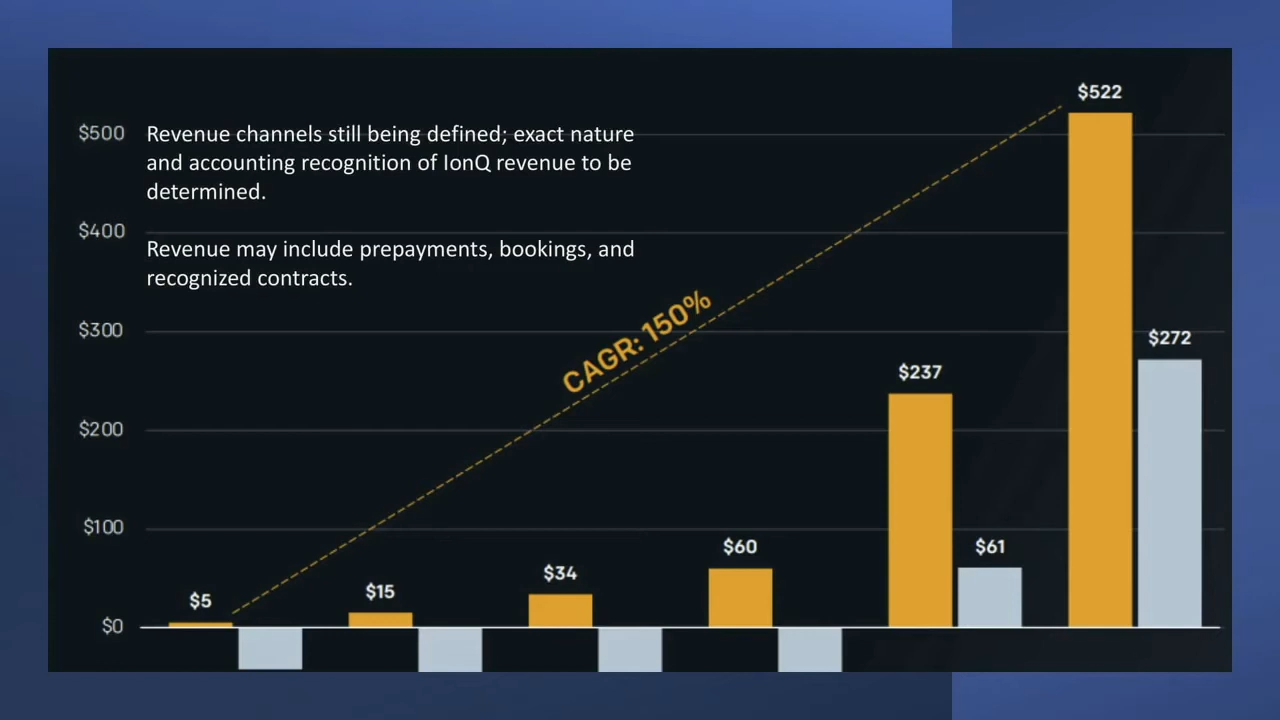 $522
$500
Revenue channels still being defined; exact nature
and accounting recognition of IonQ revenue to be
determined.
$400
Revenue may include prepayments, bookings, and
recognized contracts.
CAGR: 150%
$300
$272
$237
$200
$100
$60
$61
$34
$15
$5
$0